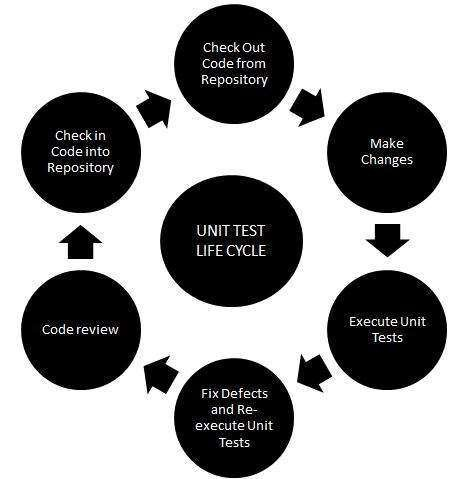 Check Out
Code from
Repository
Make
Changes
Execute Unit
Tests
Fix Defects
and Re-
execute Unit
Tests
Code review
Check in
Code into
Repository
UNIT TEST
LIFE CYCLE